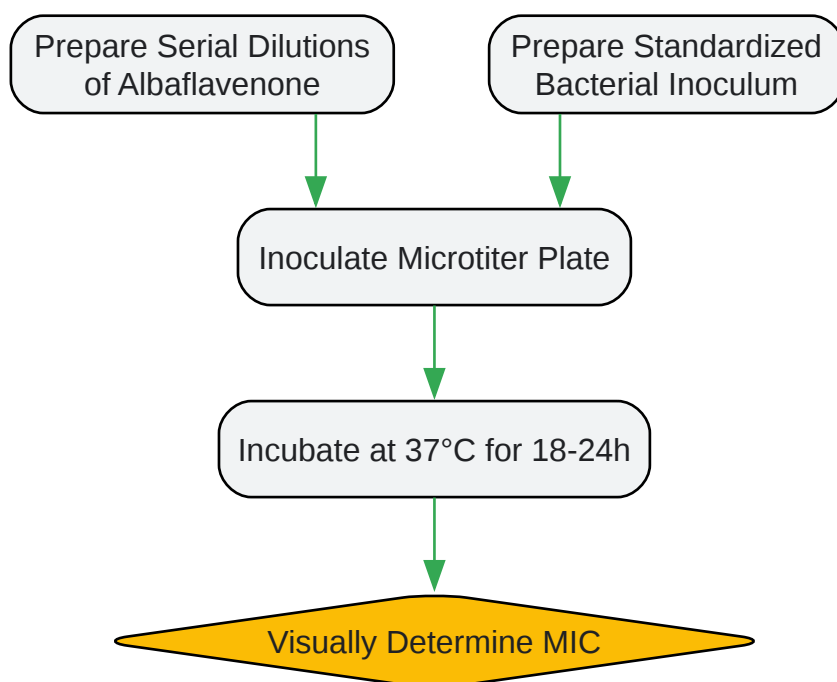 Prepare Serial Dilutions
of Albaflavenone
Prepare Standardized
Bacterial Inoculum
Inoculate Microtiter Plate
Incubate at 37°C for 18-24h
Visually Determine MIC